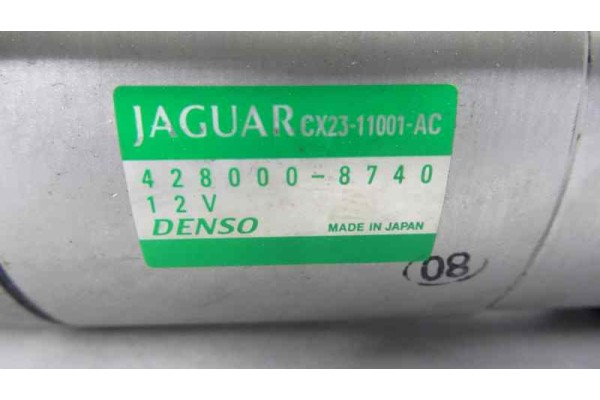 JAGUAR CX23-11001-AC
428000-8740
12V
DENSO MADE IN JAPAN
08